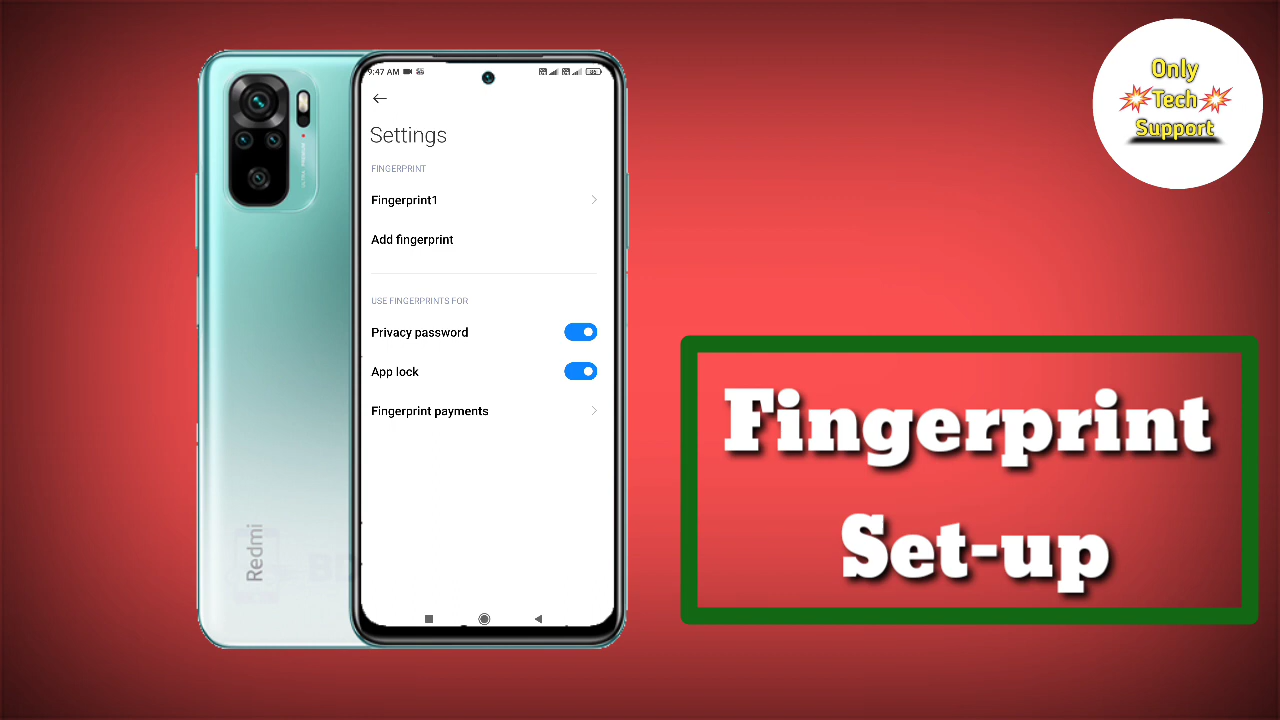 9:47 AM
Settings
FINGERPRINT
Fingerprint1
Add fingerprint
USE FINGERPRINTS FOR
Privacy password
App lock
Fingerprint payments
Redmi
Only
Tech
Support
Fingerprint
Set-up